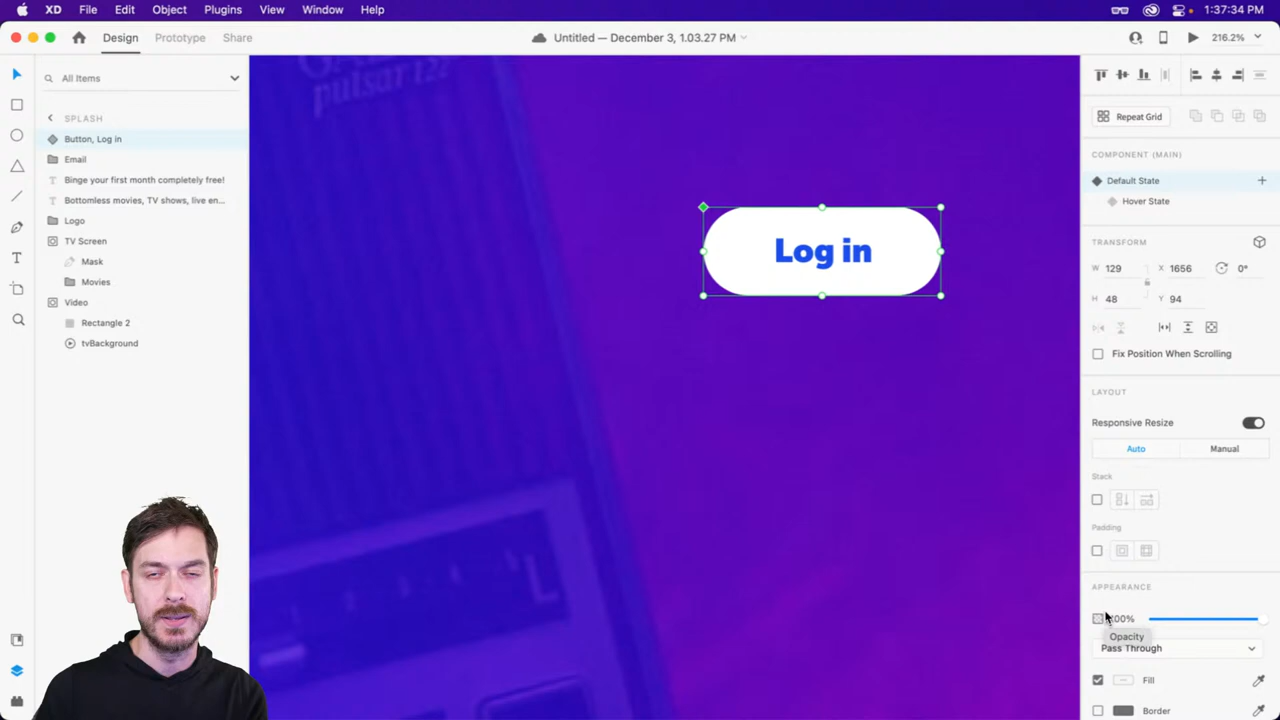 XD File Edit Object Plugins View Window Help 1:37:34 PM
Design Prototype Share Untitled — December 3, 1.03.27 PM 216.2%
All Items
SPLASH
Button, Log in
Email
Binge your first month completely free!
Bottomless movies, TV shows, live en...
Logo
TV Screen
Mask
Movies
Video
Rectangle 2
tvBackground
pulsar 122
Log in
Repeat Grid
COMPONENT (MAIN)
Default State
Hover State
TRANSFORM
W 129 X 1656 0°
H 48 Y 94
Fix Position When Scrolling
LAYOUT
Responsive Resize
Auto Manual
Stack
Padding
APPEARANCE
100%
Opacity
Pass Through
Fill
Border